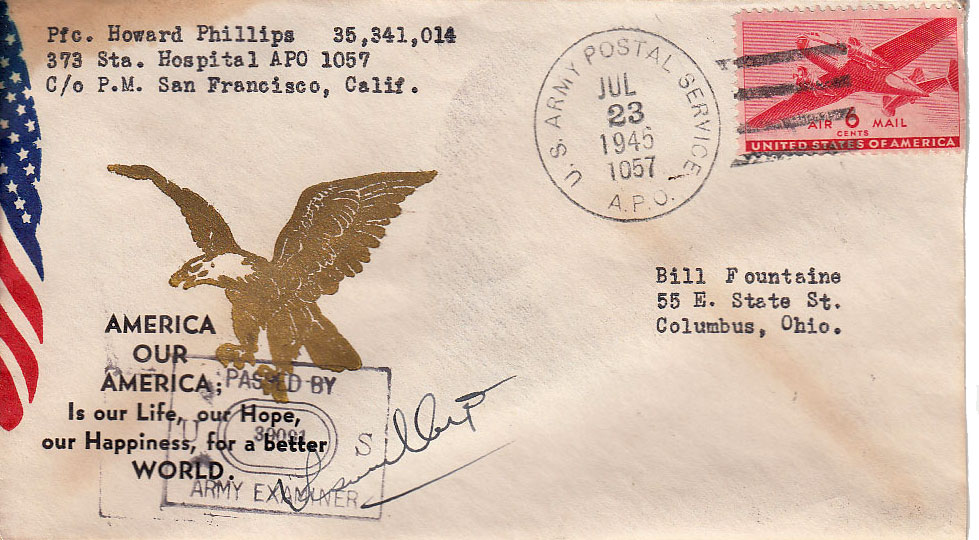 Pfc. Howard Phillips 35,341,014
373 Sta. Hospital APO 1057
C/o P.M. San Francisco, Calif.
U.S. ARMY POSTAL SERVICE
JUL
23
1945
1057
A.P.O.
AIR 6 MAIL
CENTS
UNITED STATES OF AMERICA
Bill Fountaine
55 E. State St.
Columbus, Ohio.
AMERICA
OUR
AMERICA;
Is our Life, our Hope,
our Happiness, for a better
WORLD.
PASSED BY
U S
ARMY EXAMINER